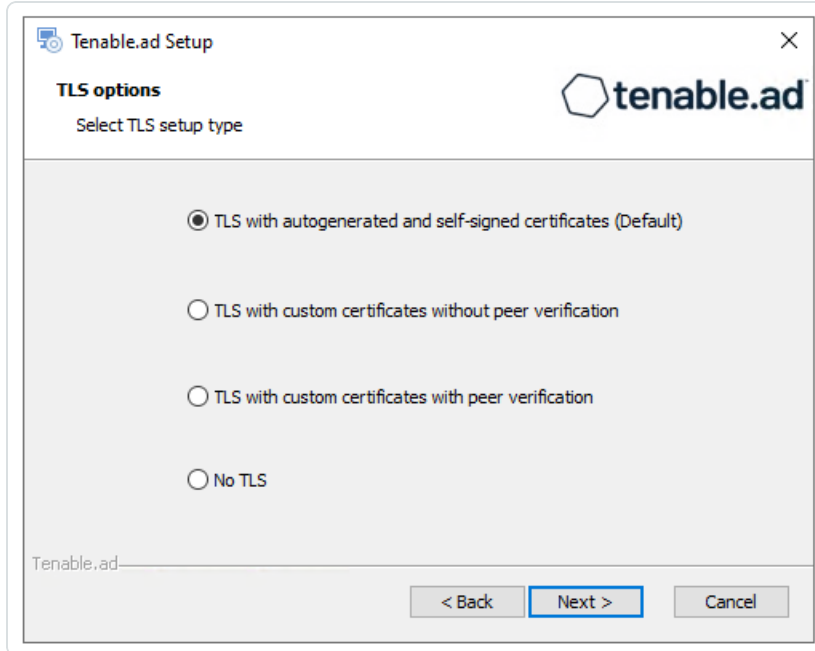 Tenable.ad Setup
TLS options
Select TLS setup type
tenable.ad
TLS with autogenerated and self-signed certificates (Default)
TLS with custom certificates without peer verification
TLS with custom certificates with peer verification
No TLS
Tenable.ad
< Back Next > Cancel